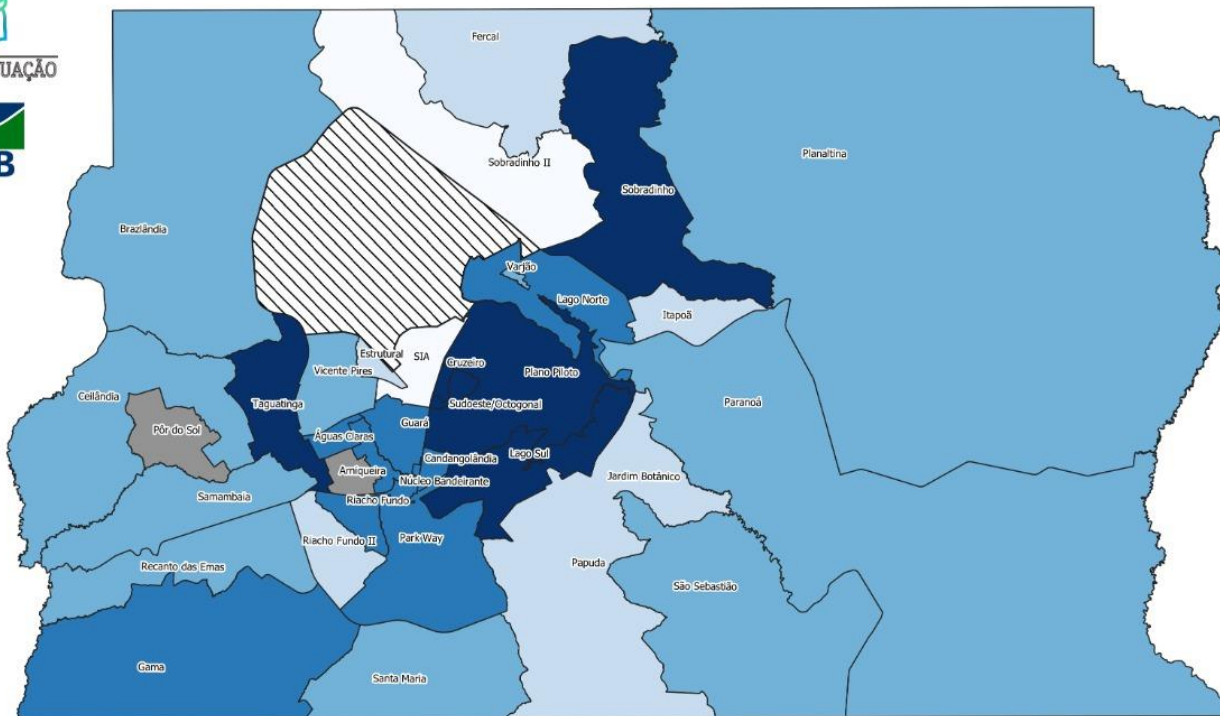 UAÇÃO
B
Fercal
Sobradinho II
Planaltina
Sobradinho
Brazlândia
Varjão
Lago Norte
Itapoã
Estrutural
SIA
Cruzeiro
Vicente Pires
Plano Piloto
Ceilândia
Taguatinga
Sudoeste/Octogonal
Paranoá
Pôr do Sol
Guará
Águas Claras
Lago Sul
Candangolândia
Arniqueira
Jardim Botânico
Núcleo Bandeirante
Samambaia
Riacho Fundo
Riacho Fundo II
Park Way
Papuda
Recanto das Emas
São Sebastião
Gama
Santa Maria